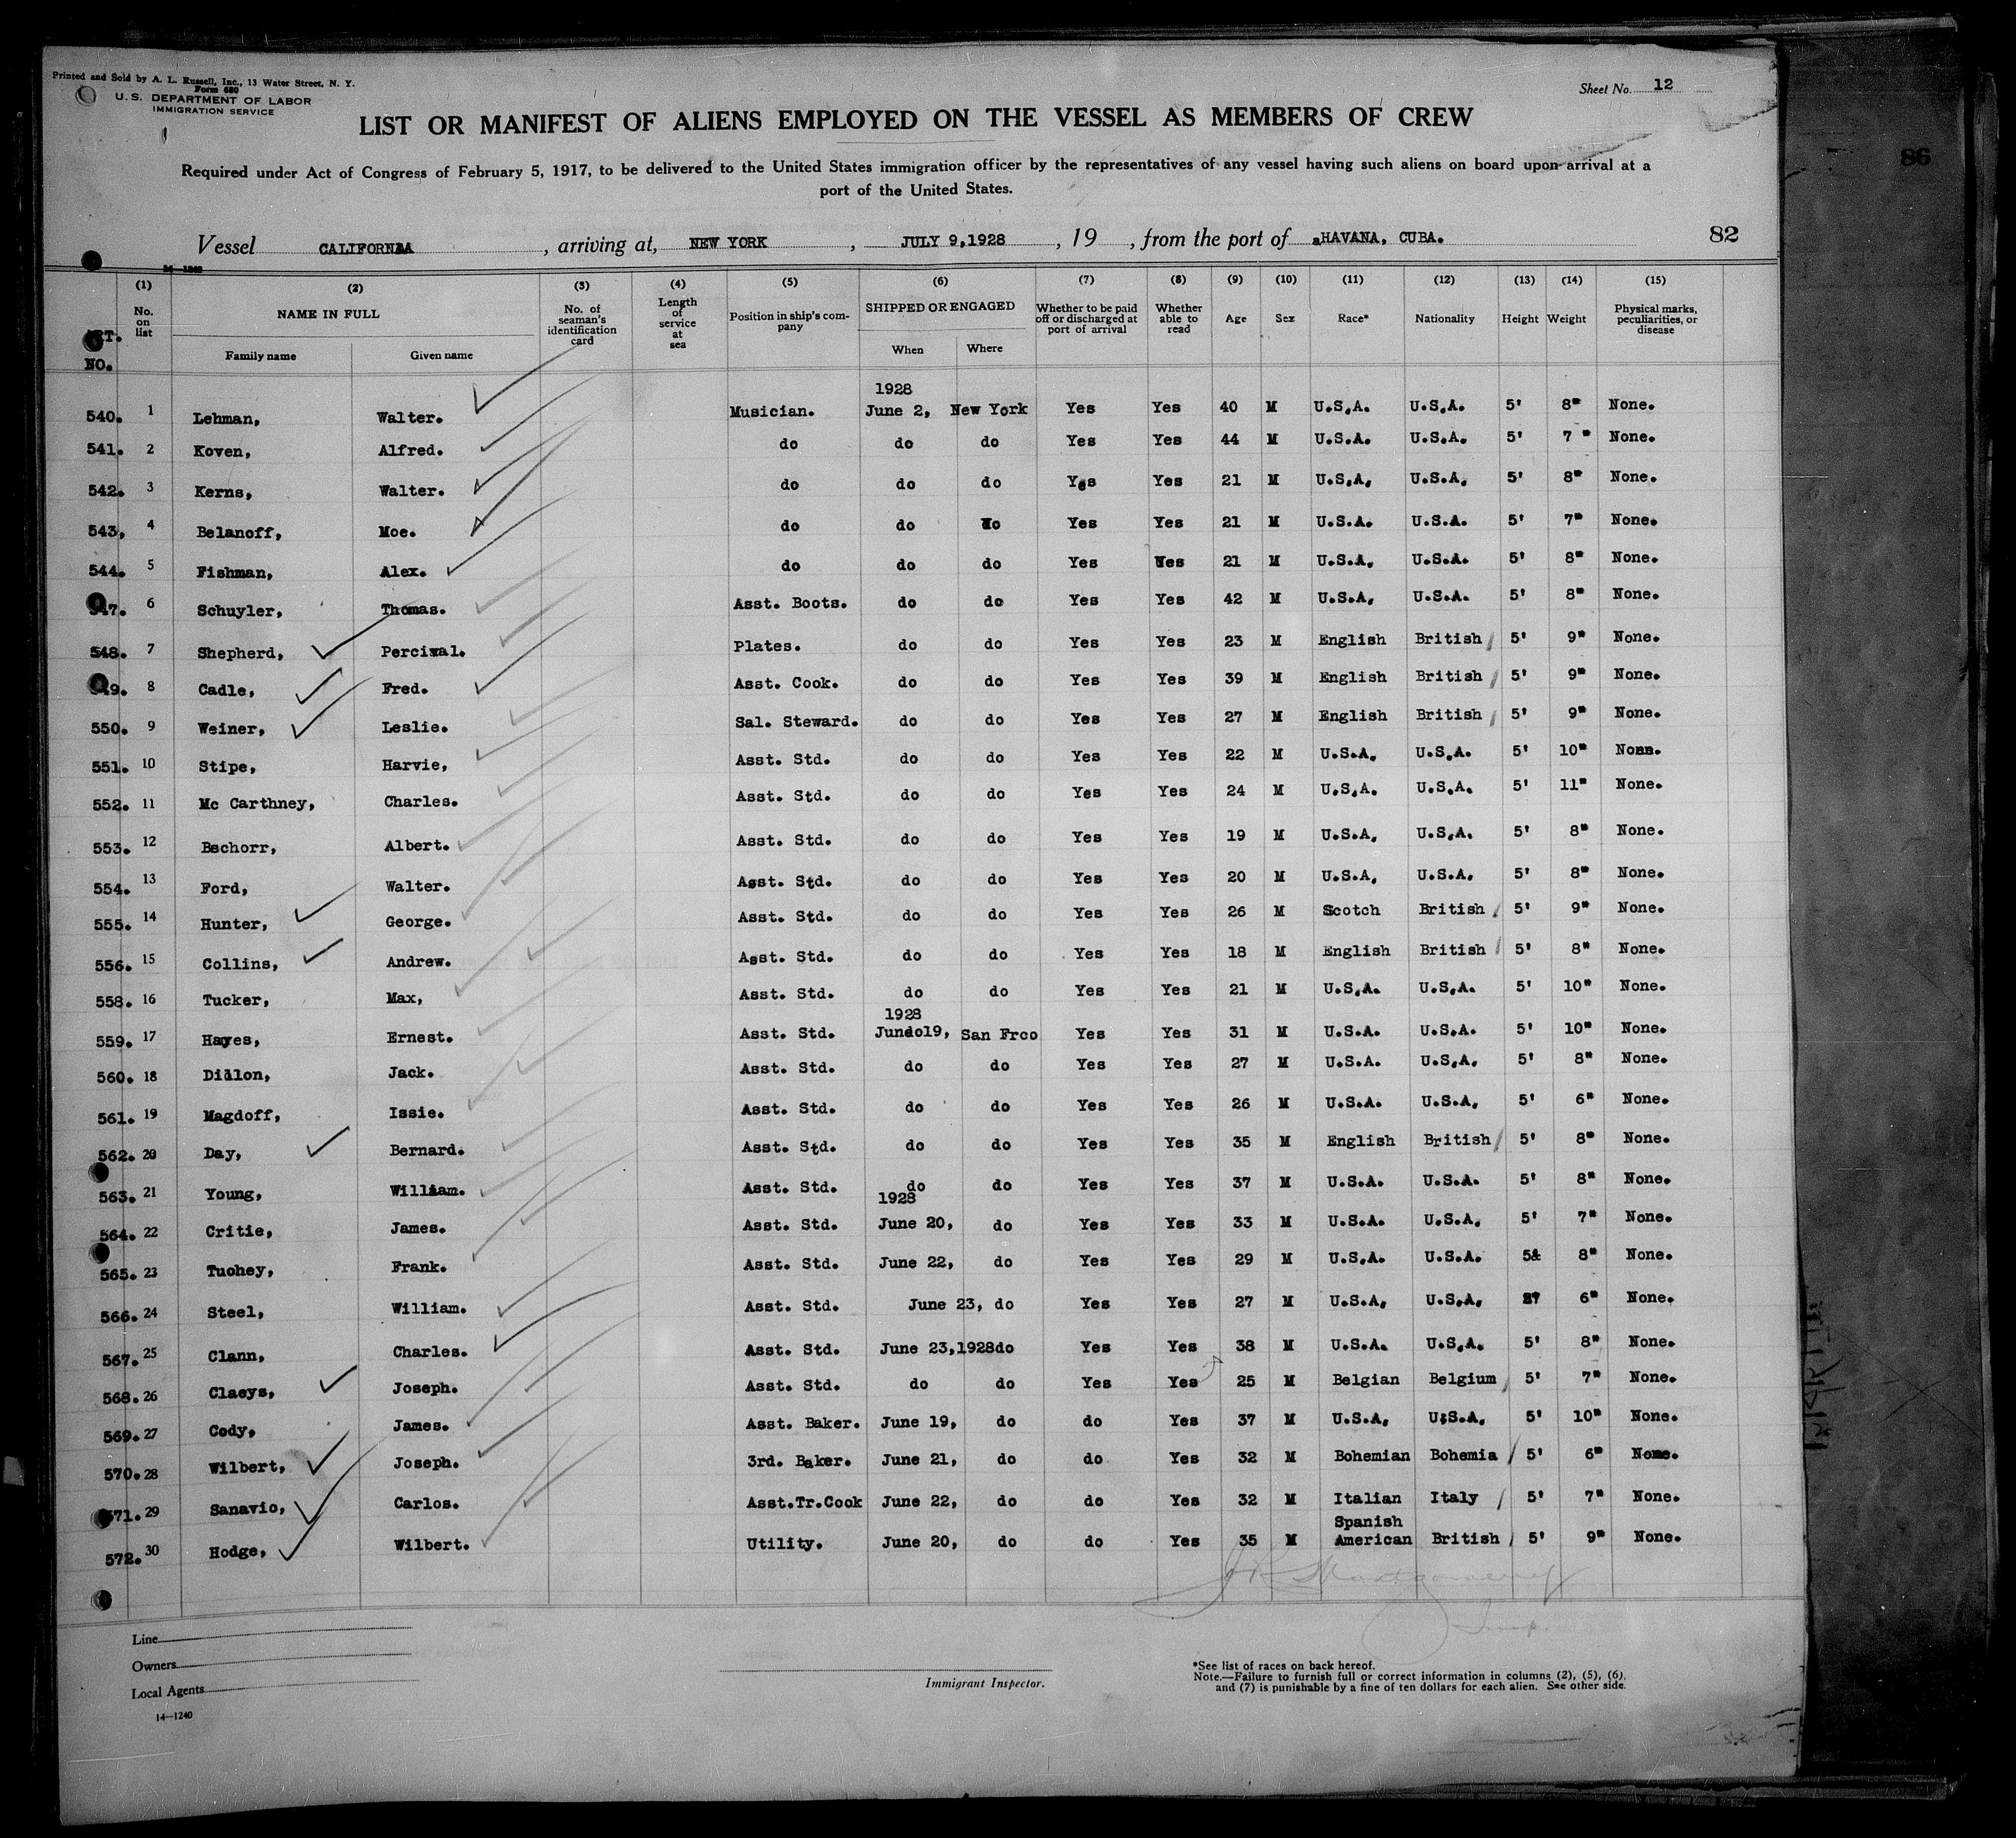 Printed and Sold by A. L. Russell, Inc., 13 Water Street, N. Y.
Form 680
U. S. DEPARTMENT OF LABOR
IMMIGRATION SERVICE
Sheet No. 12
LIST OR MANIFEST OF ALIENS EMPLOYED ON THE VESSEL AS MEMBERS OF CREW
Required under Act of Congress of February 5, 1917, to be delivered to the United States immigration officer by the representatives of any vessel having such aliens on board upon arrival at a
port of the United States.
86
Vessel CALIFORNIA, arriving at, NEW YORK, JULY 9,1928, 19 , from the port of HAVANA, CUBA. 82
(1) (2) (3) (4) (5) (6) (7) (8) (9) (10) (11) (12) (13) (14) (15)
No. on list NAME IN FULL No. of seaman's identification card Length of service at sea Position in ship's company SHIPPED OR ENGAGED Whether to be paid off or discharged at port of arrival Whether able to read Age Sex Race* Nationality Height Weight Physical marks, peculiarities, or disease
NO. Family name Given name When Where
1928
540. 1 Lehman, Walter. Musician. June 2, New York Yes Yes 40 M U.S.A. U.S.A. 5' 8" None.
541. 2 Koven, Alfred. do do do Yes Yes 44 M U.S.A. U.S.A. 5' 7 " None.
542. 3 Kerns, Walter. do do do Yes Yes 21 M U.S.A, U.S.A, 5' 8" None.
543, 4 Belanoff, Moe. do do do Yes Yes 21 M U.S.A. U.S.A. 5' 7" None.
544. 5 Fishman, Alex. do do do Yes Yes 21 M U.S.A, U.S.A. 5' 8" None.
547. 6 Schuyler, Thomas. Asst. Boots. do do Yes Yes 42 M U.S.A, U.S.A. 5' 8" None.
548. 7 Shepherd, Percival. Plates. do do Yes Yes 23 M English British 5' 9" None.
549. 8 Cadle, Fred. Asst. Cook. do do Yes Yes 39 M English British 5' 9" None.
550. 9 Weiner, Leslie. Sal. Steward. do do Yes Yes 27 M English British 5' 9" None.
551. 10 Stipe, Harvie, Asst. Std. do do Yes Yes 22 M U.S.A, U.S.A. 5' 10" None.
552. 11 Mc Carthney, Charles. Asst. Std. do do Yes Yes 24 M U.S.A. U.S.A. 5' 11" None.
553. 12 Bschorr, Albert. Asst. Std. do do Yes Yes 19 M U.S.A, U.S.A. 5' 8" None.
554. 13 Ford, Walter. Asst. Std. do do Yes Yes 20 M U.S.A, U.S.A, 5' 8" None.
555. 14 Hunter, George. Asst. Std. do do Yes Yes 26 M Scotch British 5' 9" None.
556. 15 Collins, Andrew. Asst. Std. do do Yes Yes 18 M English British 5' 8" None.
558. 16 Tucker, Max, Asst. Std. do do Yes Yes 21 M U.S.A. U.S.A. 5' 10" None.
1928
559. 17 Hayes, Ernest. Asst. Std. June 19, San Frco Yes Yes 31 M U.S.A. U.S.A. 5' 10" None.
560. 18 Dillon, Jack. Asst. Std. do do Yes Yes 27 M U.S.A. U.S.A, 5' 8" None.
561. 19 Magdoff, Issie. Asst. Std. do do Yes Yes 26 M U.S.A. U.S.A, 5' 6" None.
562. 20 Day, Bernard. Asst. Std. do do Yes Yes 35 M English British 5' 8" None.
563. 21 Young, William. Asst. Std. do do Yes Yes 37 M U.S.A. U.S.A. 5' 8" None.
1928
564. 22 Critie, James. Asst. Std. June 20, do Yes Yes 33 M U.S.A. U.S.A, 5' 7" None.
565. 23 Tuohey, Frank. Asst. Std. June 22, do Yes Yes 29 M U.S.A. U.S.A. 5& 8" None.
566. 24 Steel, William. Asst. Std. June 23, do Yes Yes 27 M U.S.A, U.S.A, 6" None.
567. 25 Clann, Charles. Asst. Std. June 23,1928do Yes Yes 38 M U.S.A. U.S.A. 5' 8" None.
568. 26 Claeys, Joseph. Asst. Std. do do Yes Yes 25 M Belgian Belgium 5' 7" None.
569. 27 Cody, James. Asst. Baker. June 19, do do Yes 37 M U.S.A, U.S.A, 5' 10" None.
570. 28 Wilbert, Joseph. 3rd. Baker. June 21, do do Yes 32 M Bohemian Bohemia 5' 6" None.
571. 29 Sanavio, Carlos. Asst.Tr.Cook June 22, do do Yes 32 M Italian Italy 5' 7" None.
Spanish
572. 30 Hodge, Wilbert. Utility. June 20, do do Yes 35 M American British 5' 9" None.
Line
Owners
Local Agents
14—1240
Immigrant Inspector.
*See list of races on back hereof.
Note.—Failure to furnish full or correct information in columns (2), (5), (6),
and (7) is punishable by a fine of ten dollars for each alien. See other side.